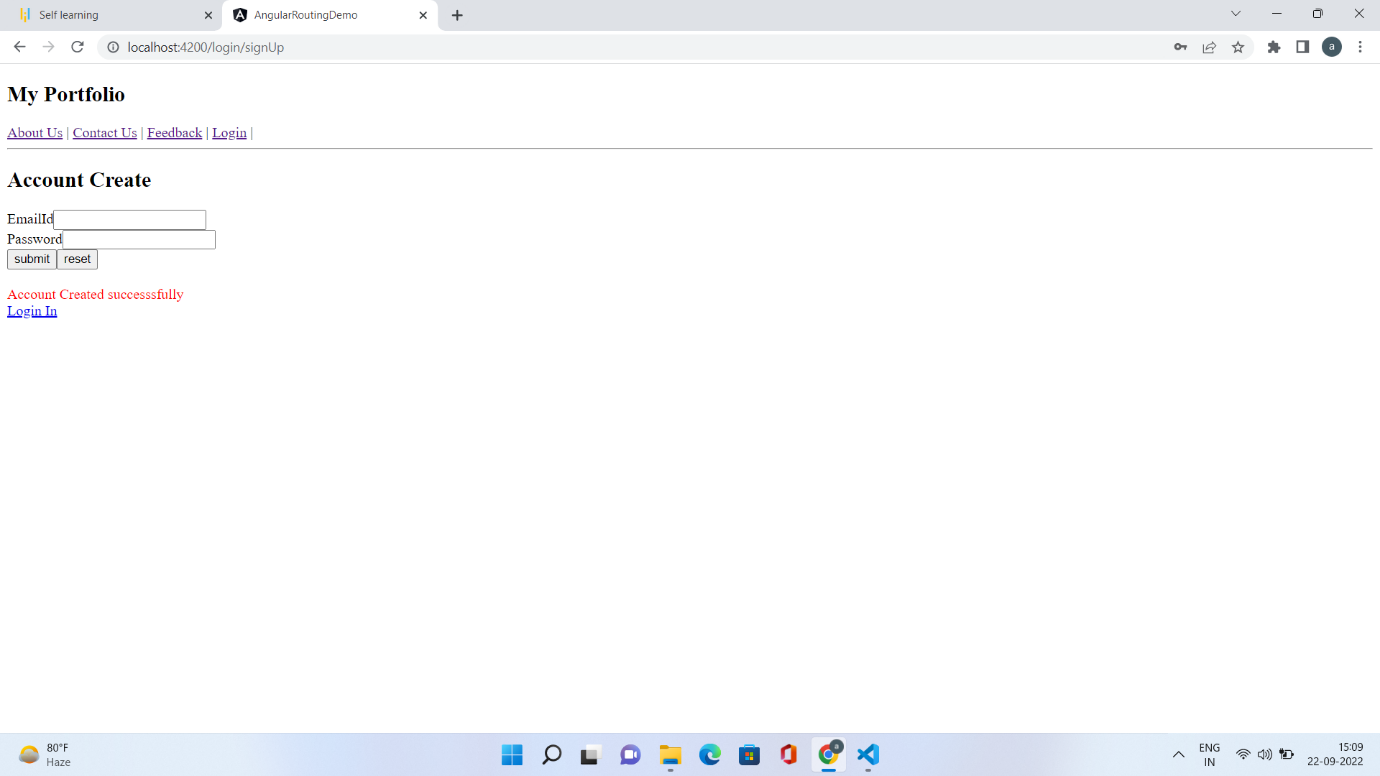 Self learning
AngularRoutingDemo
localhost:4200/login/signUp
a
My Portfolio
About Us | Contact Us | Feedback | Login |
Account Create
EmailId
Password
submit reset
Account Created successsfully
Login In
80°F
Haze
a
ENG
IN
15:09
22-09-2022